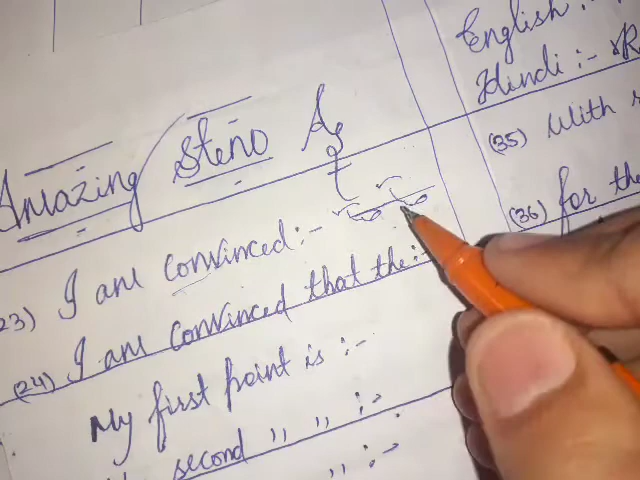 Amazing Steno
(23) I am convinced :-
(24) I am convinced that the :-
My first point is :-
second ,, ,, :-
,, :-
English :-
Hindi :-
(35) With
(36) for the